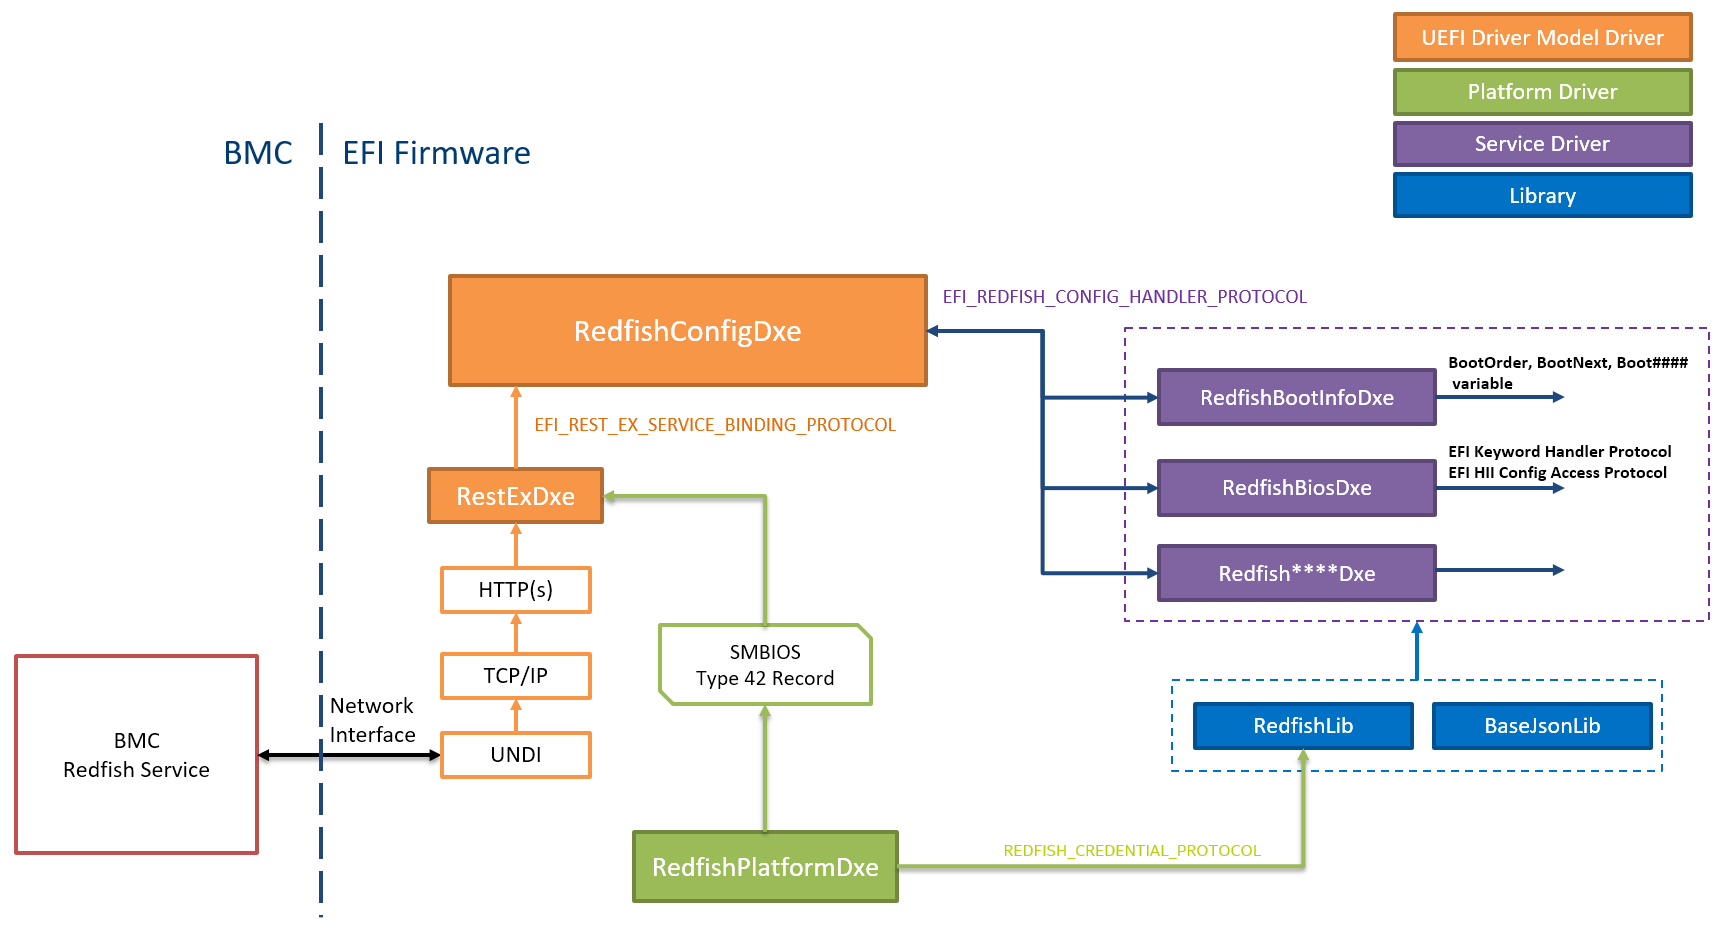 UEFI Driver Model Driver
Platform Driver
Service Driver
Library
BMC
EFI Firmware
RedfishConfigDxe
EFI_REDFISH_CONFIG_HANDLER_PROTOCOL
BootOrder, BootNext, Boot####
variable
RedfishBootInfoDxe
EFI_REST_EX_SERVICE_BINDING_PROTOCOL
EFI Keyword Handler Protocol
EFI HII Config Access Protocol
RedfishBiosDxe
RestExDxe
Redfish****Dxe
HTTP(s)
SMBIOS
Type 42 Record
TCP/IP
Network
Interface
RedfishLib
BaseJsonLib
BMC
Redfish Service
UNDI
RedfishPlatformDxe
REDFISH_CREDENTIAL_PROTOCOL